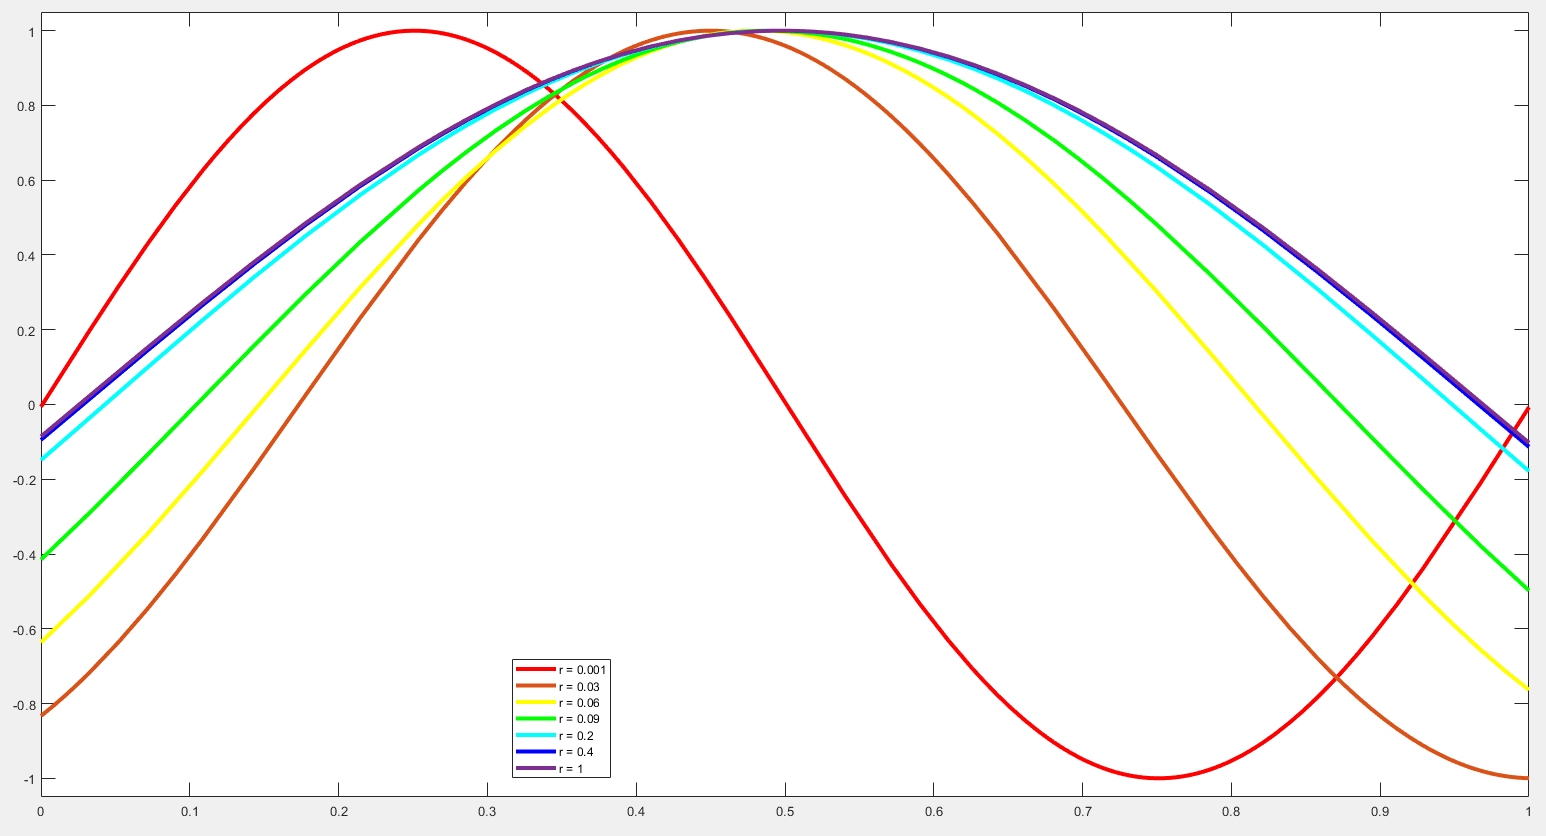 1
0.8
0.6
0.4
0.2
0
-0.2
-0.4
-0.6
-0.8
-1
r = 0.001
r = 0.03
r = 0.06
r = 0.09
r = 0.2
r = 0.4
r = 1
0 0.1 0.2 0.3 0.4 0.5 0.6 0.7 0.8 0.9 1